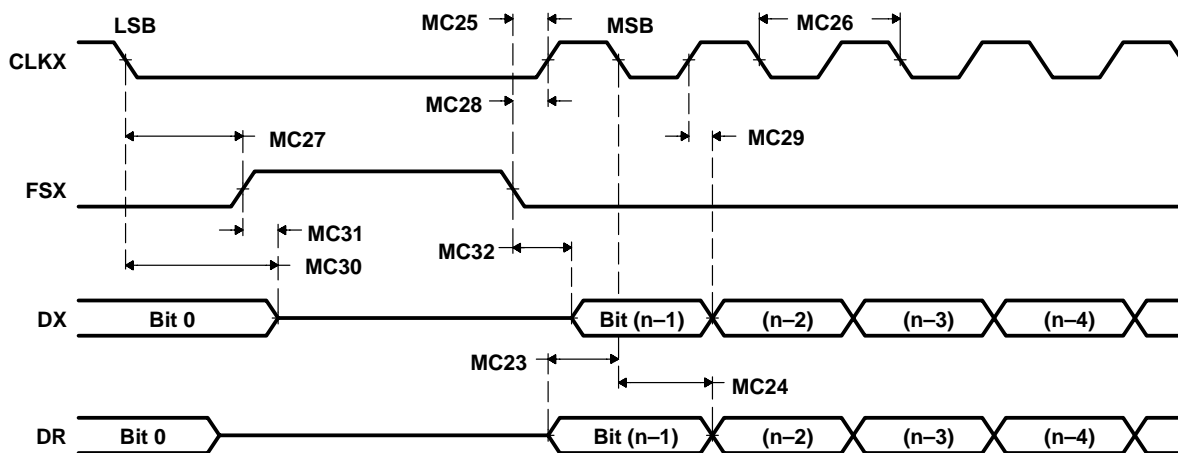 LSB MC25 MSB MC26
CLKX
MC28
MC27 MC29
FSX
MC31
MC32
MC30
DX Bit 0 Bit (n–1) (n–2) (n–3) (n–4)
MC23
MC24
DR Bit 0 Bit (n–1) (n–2) (n–3) (n–4)